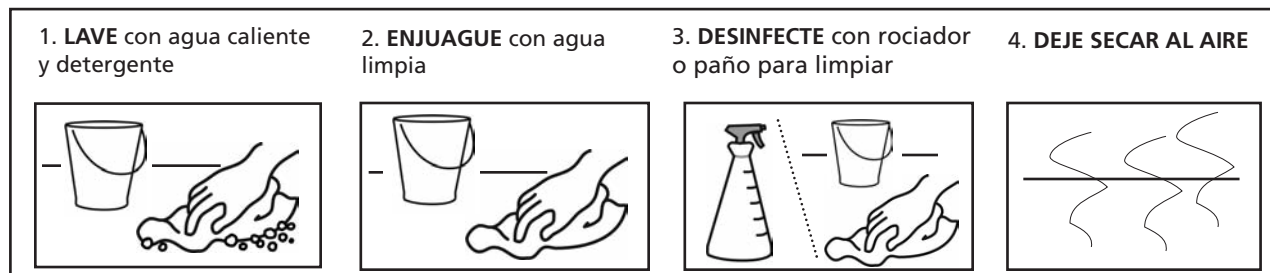 1. LAVE con agua caliente
y detergente
2. ENJUAGUE con agua
limpia
3. DESINFECTE con rociador
o paño para limpiar
4. DEJE SECAR AL AIRE